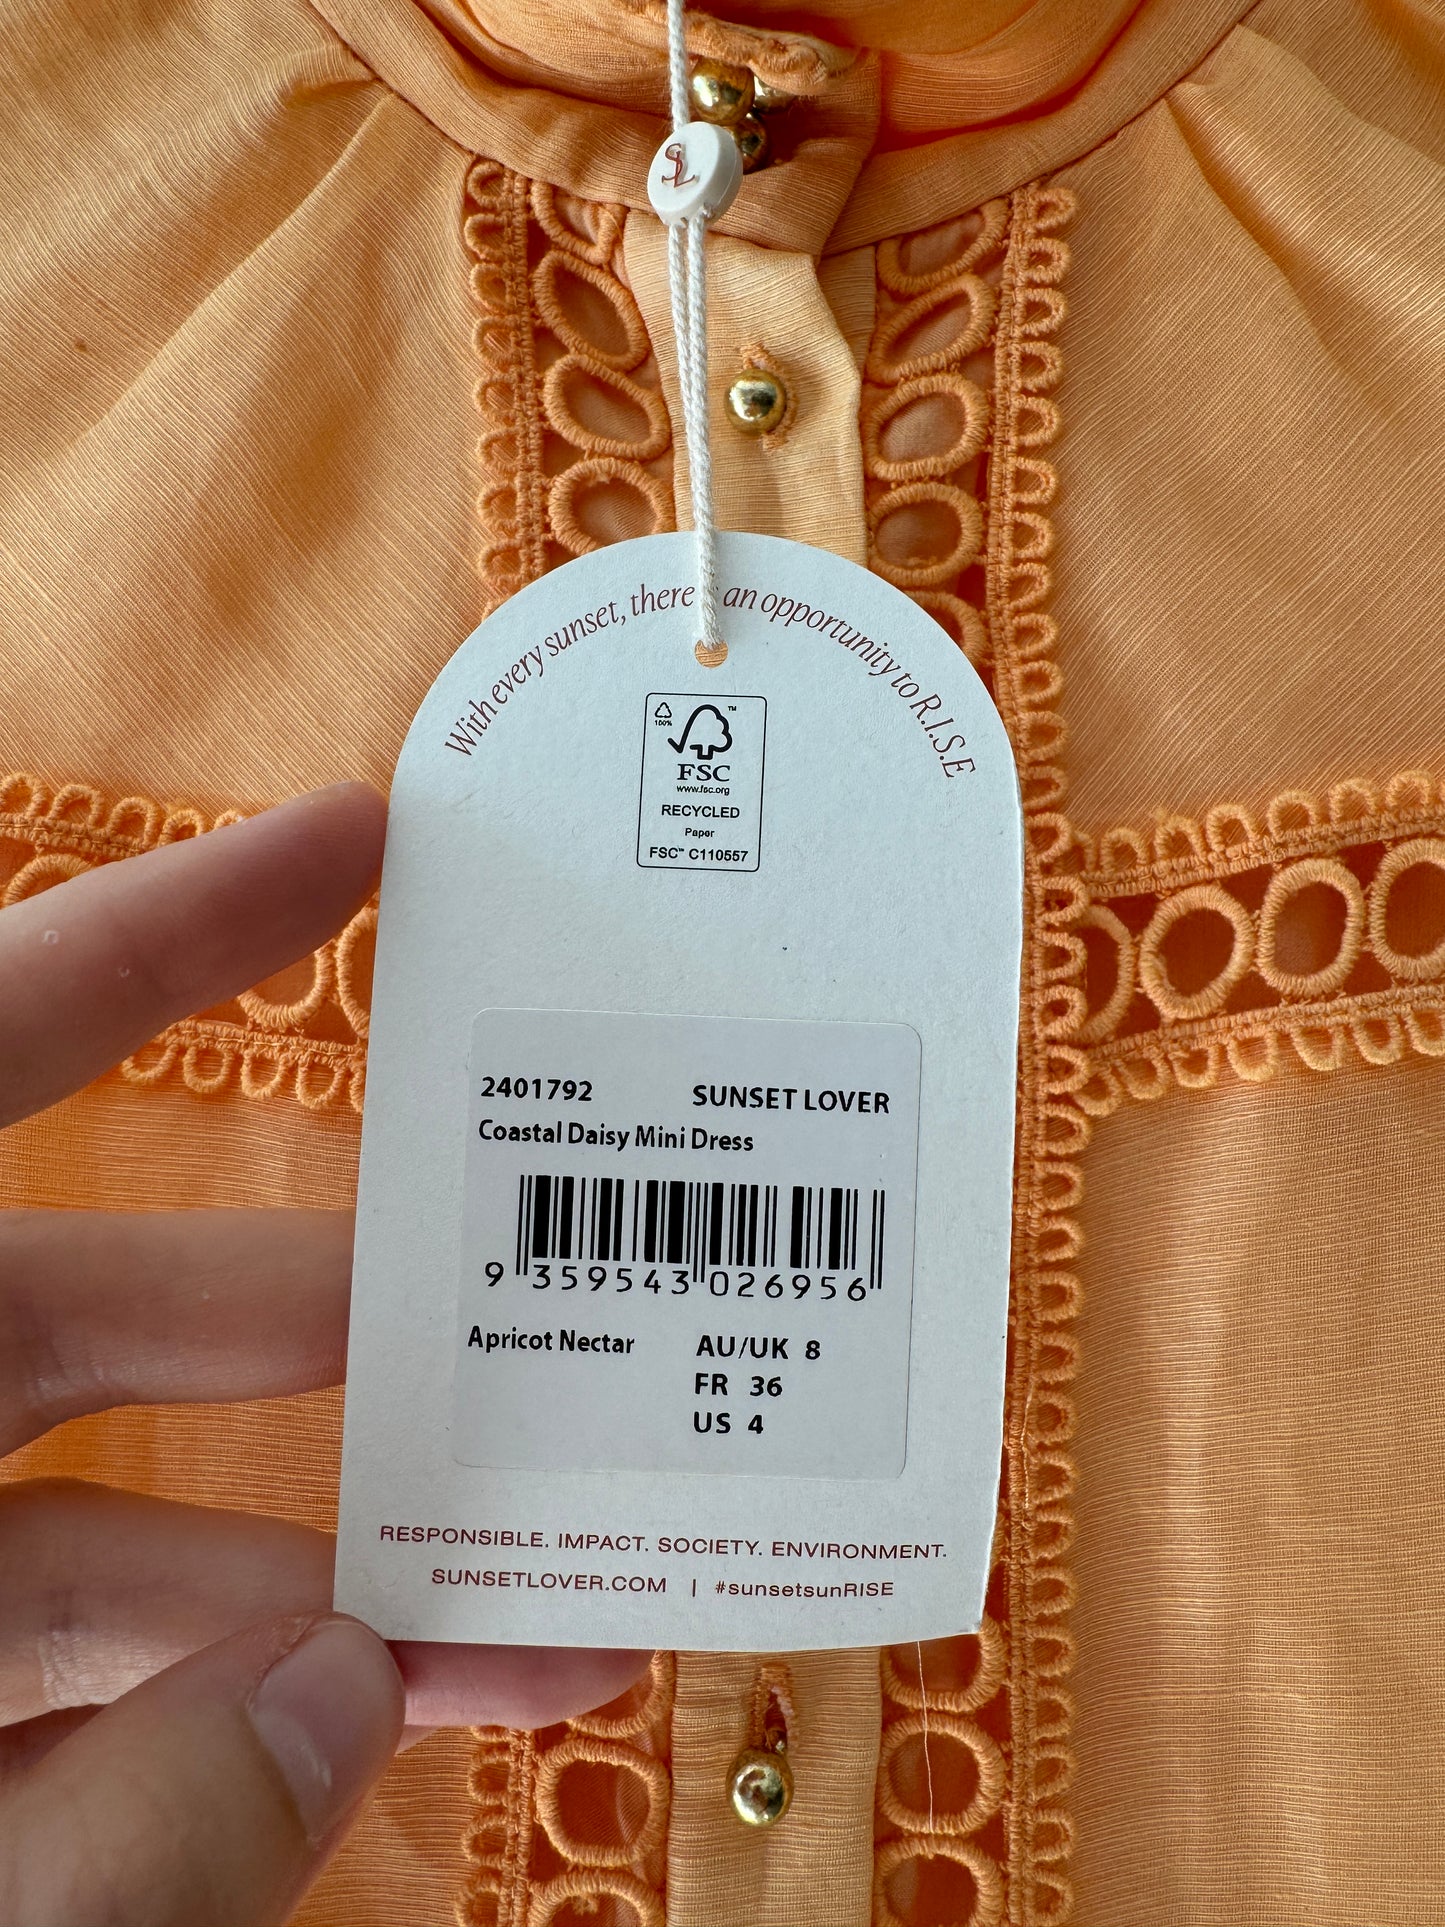 SL
With every sunset, there an opportunity to R.I.S.E
100%
™
FSC
www.fsc.org
RECYCLED
Paper
FSC™ C110557
2401792 SUNSET LOVER
Coastal Daisy Mini Dress
9 359543 026956
Apricot Nectar AU/UK 8
FR 36
US 4
RESPONSIBLE. IMPACT. SOCIETY. ENVIRONMENT.
SUNSETLOVER.COM | #sunsetsunRISE